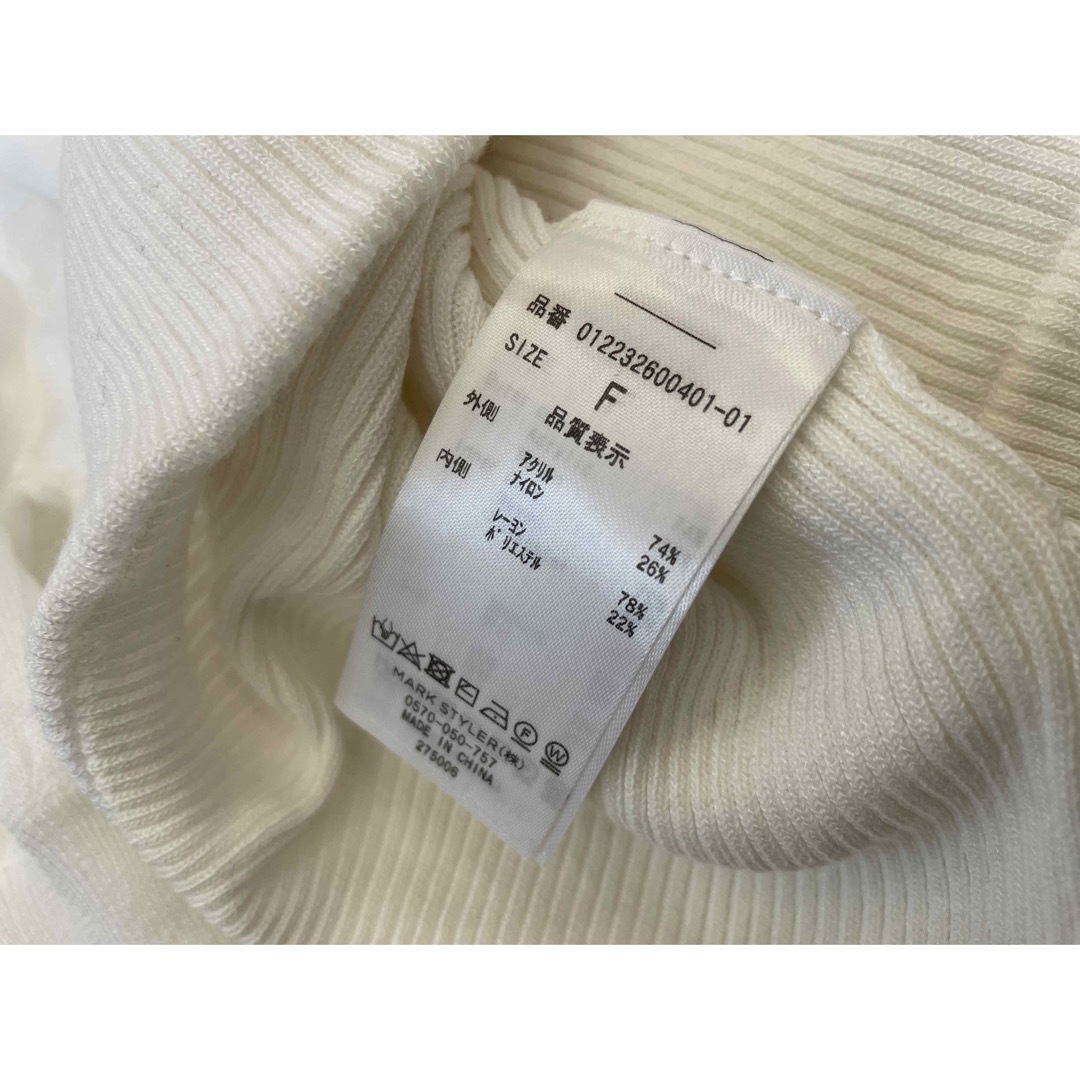 品番 012232600401-01
SIZE F
品質表示
外側 アクリル 74%
ナイロン 26%
内側 レーヨン 78%
ポリエステル 22%
MARK STYLER(株)
0570-050-757
MADE IN CHINA
275006